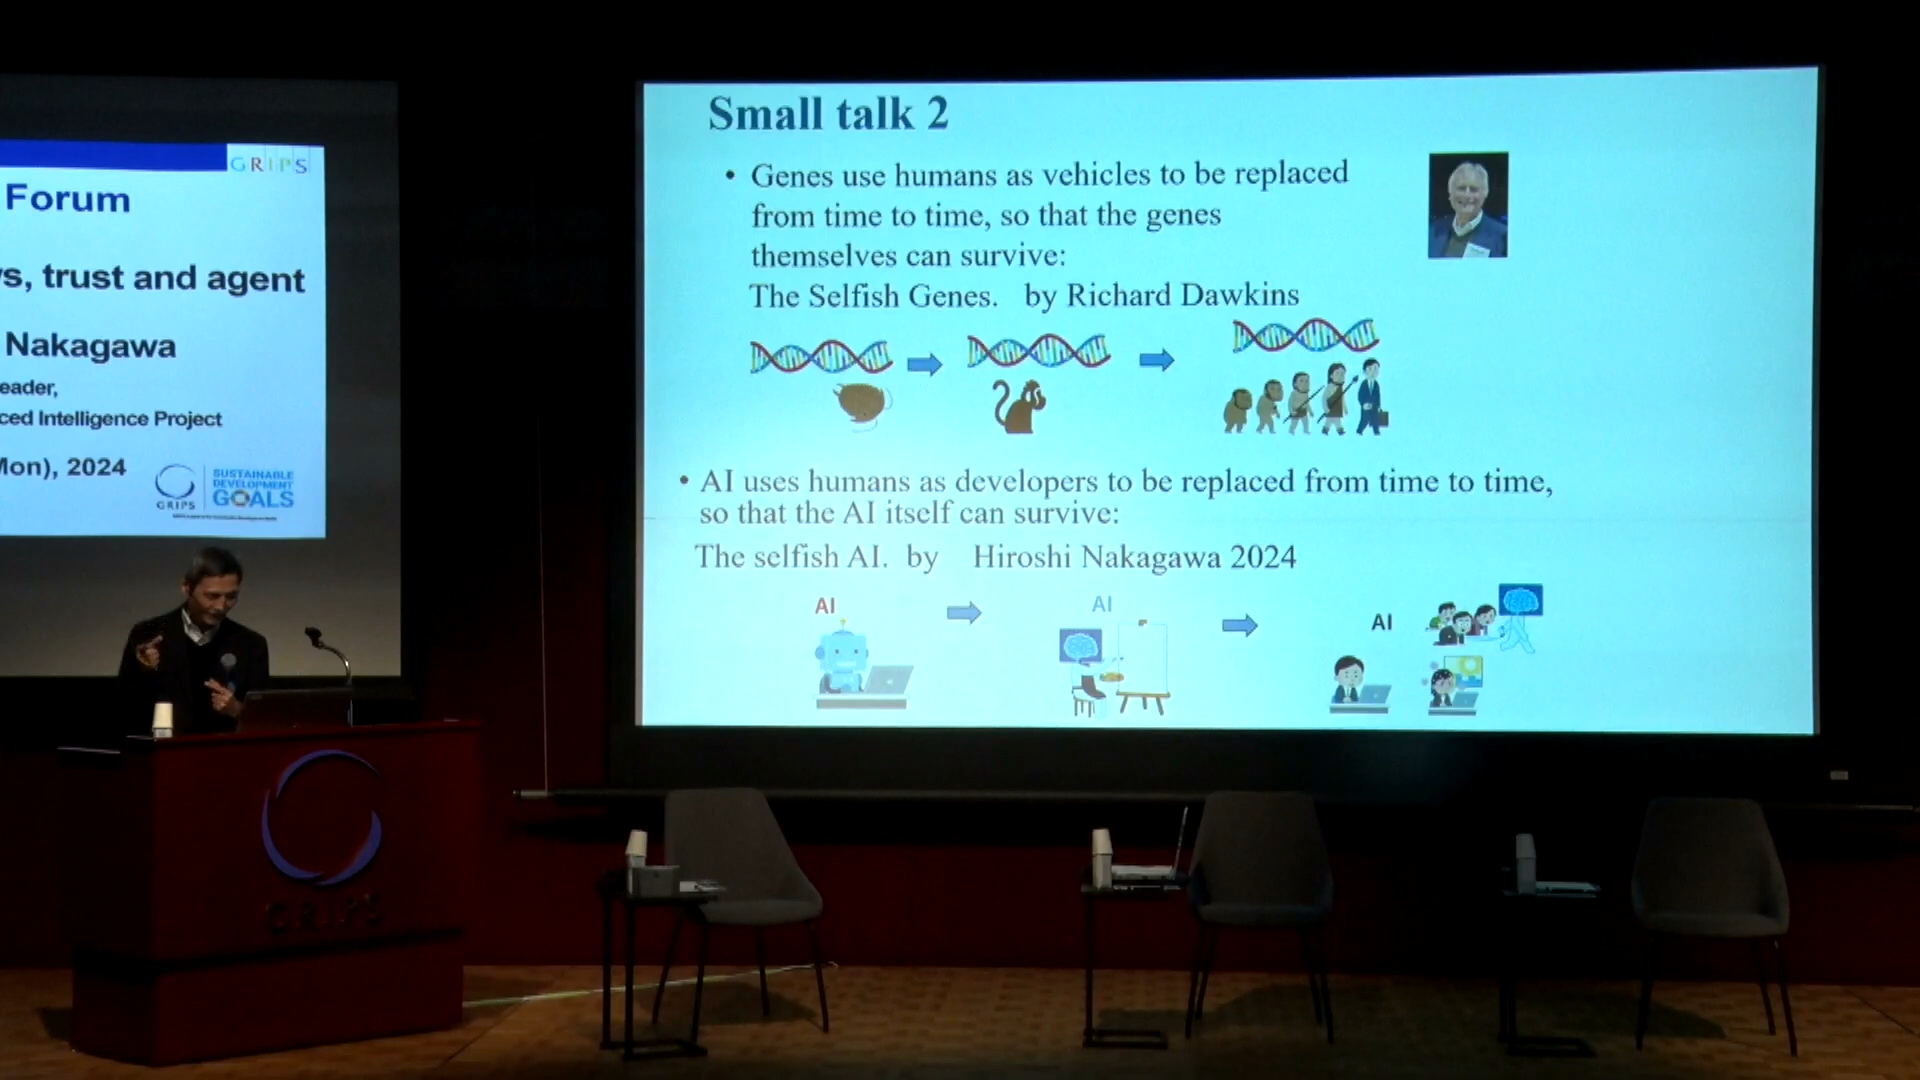 GRIPS
Forum
s, trust and agent
Nakagawa
eader,
ced Intelligence Project
on), 2024
GRIPS
SUSTAINABLE
DEVELOPMENT
GOALS
Small talk 2
• Genes use humans as vehicles to be replaced
from time to time, so that the genes
themselves can survive:
The Selfish Genes. by Richard Dawkins
• AI uses humans as developers to be replaced from time to time,
so that the AI itself can survive:
The selfish AI. by Hiroshi Nakagawa 2024
AI
AI
AI
GRIPS